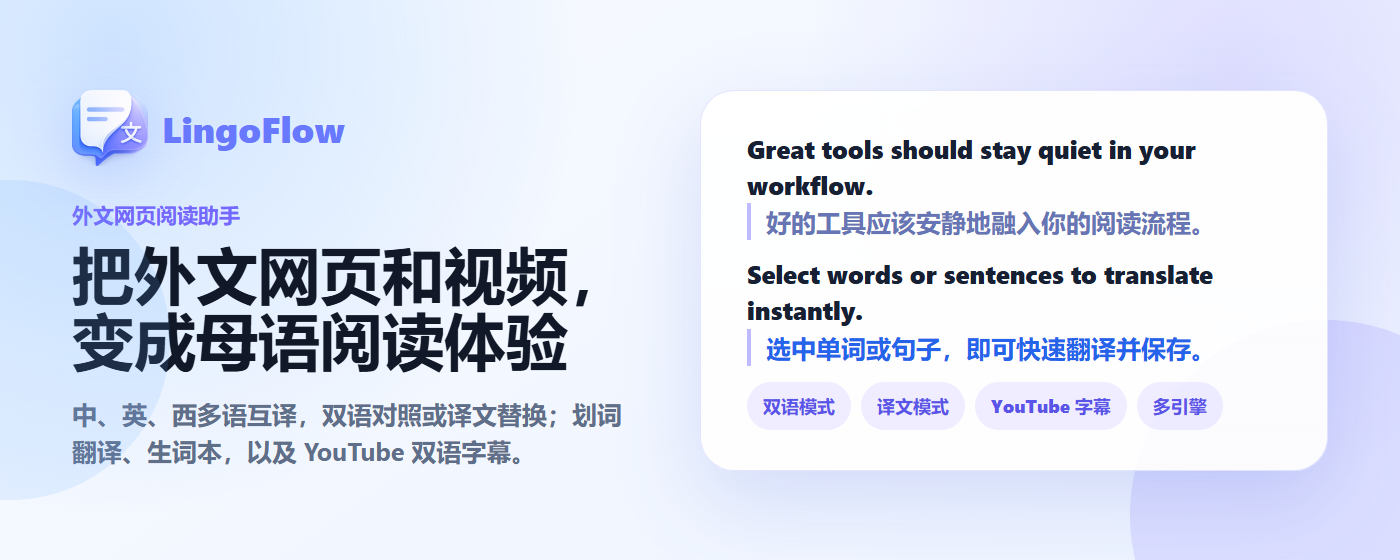 文
LingoFlow
外文网页阅读助手
把外文网页和视频，
变成母语阅读体验
中、英、西多语互译，双语对照或译文替换；划词
翻译、生词本，以及 YouTube 双语字幕。
Great tools should stay quiet in your
workflow.
好的工具应该安静地融入你的阅读流程。
Select words or sentences to translate
instantly.
选中单词或句子，即可快速翻译并保存。
双语模式
译文模式
YouTube 字幕
多引擎